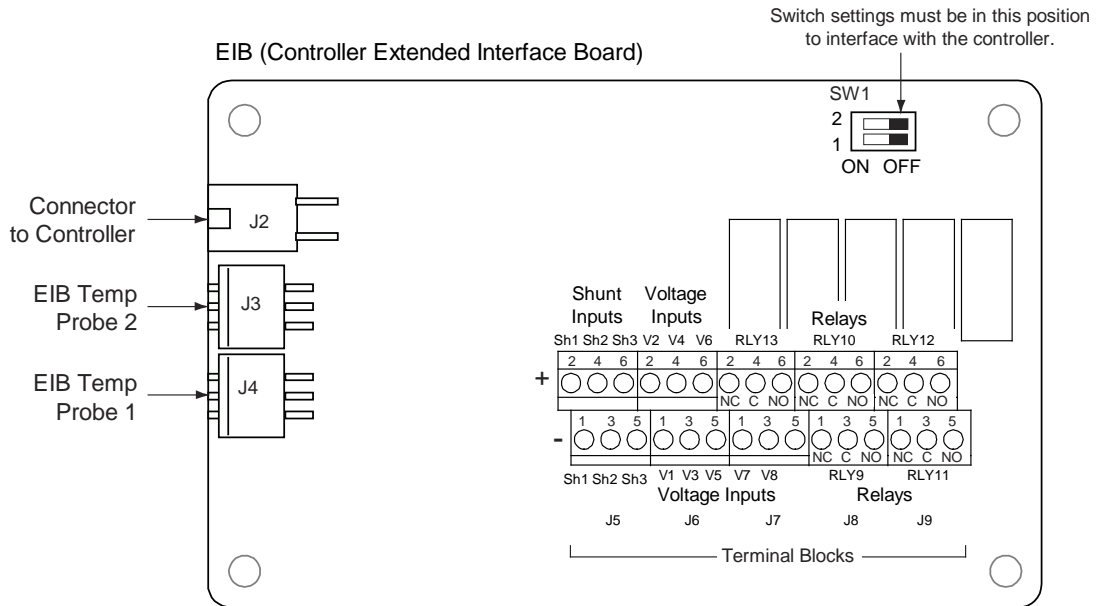 Switch settings must be in this position
to interface with the controller.
EIB (Controller Extended Interface Board)
SW1
2
1
ON OFF
Connector
to Controller
J2
EIB Temp
Probe 2
J3
EIB Temp
Probe 1
J4
Shunt
Inputs
Voltage
Inputs
Relays
Sh1 Sh2 Sh3 V2 V4 V6 RLY13 RLY10 RLY12
2 4 6 2 4 6 2 4 6 2 4 6 2 4 6
+
NC C NO NC C NO NC C NO
1 3 5 1 3 5 1 3 5 1 3 5 1 3 5
-
NC C NO NC C NO
Sh1 Sh2 Sh3 V1 V3 V5 V7 V8 RLY9 RLY11
Voltage Inputs Relays
J5 J6 J7 J8 J9
Terminal Blocks